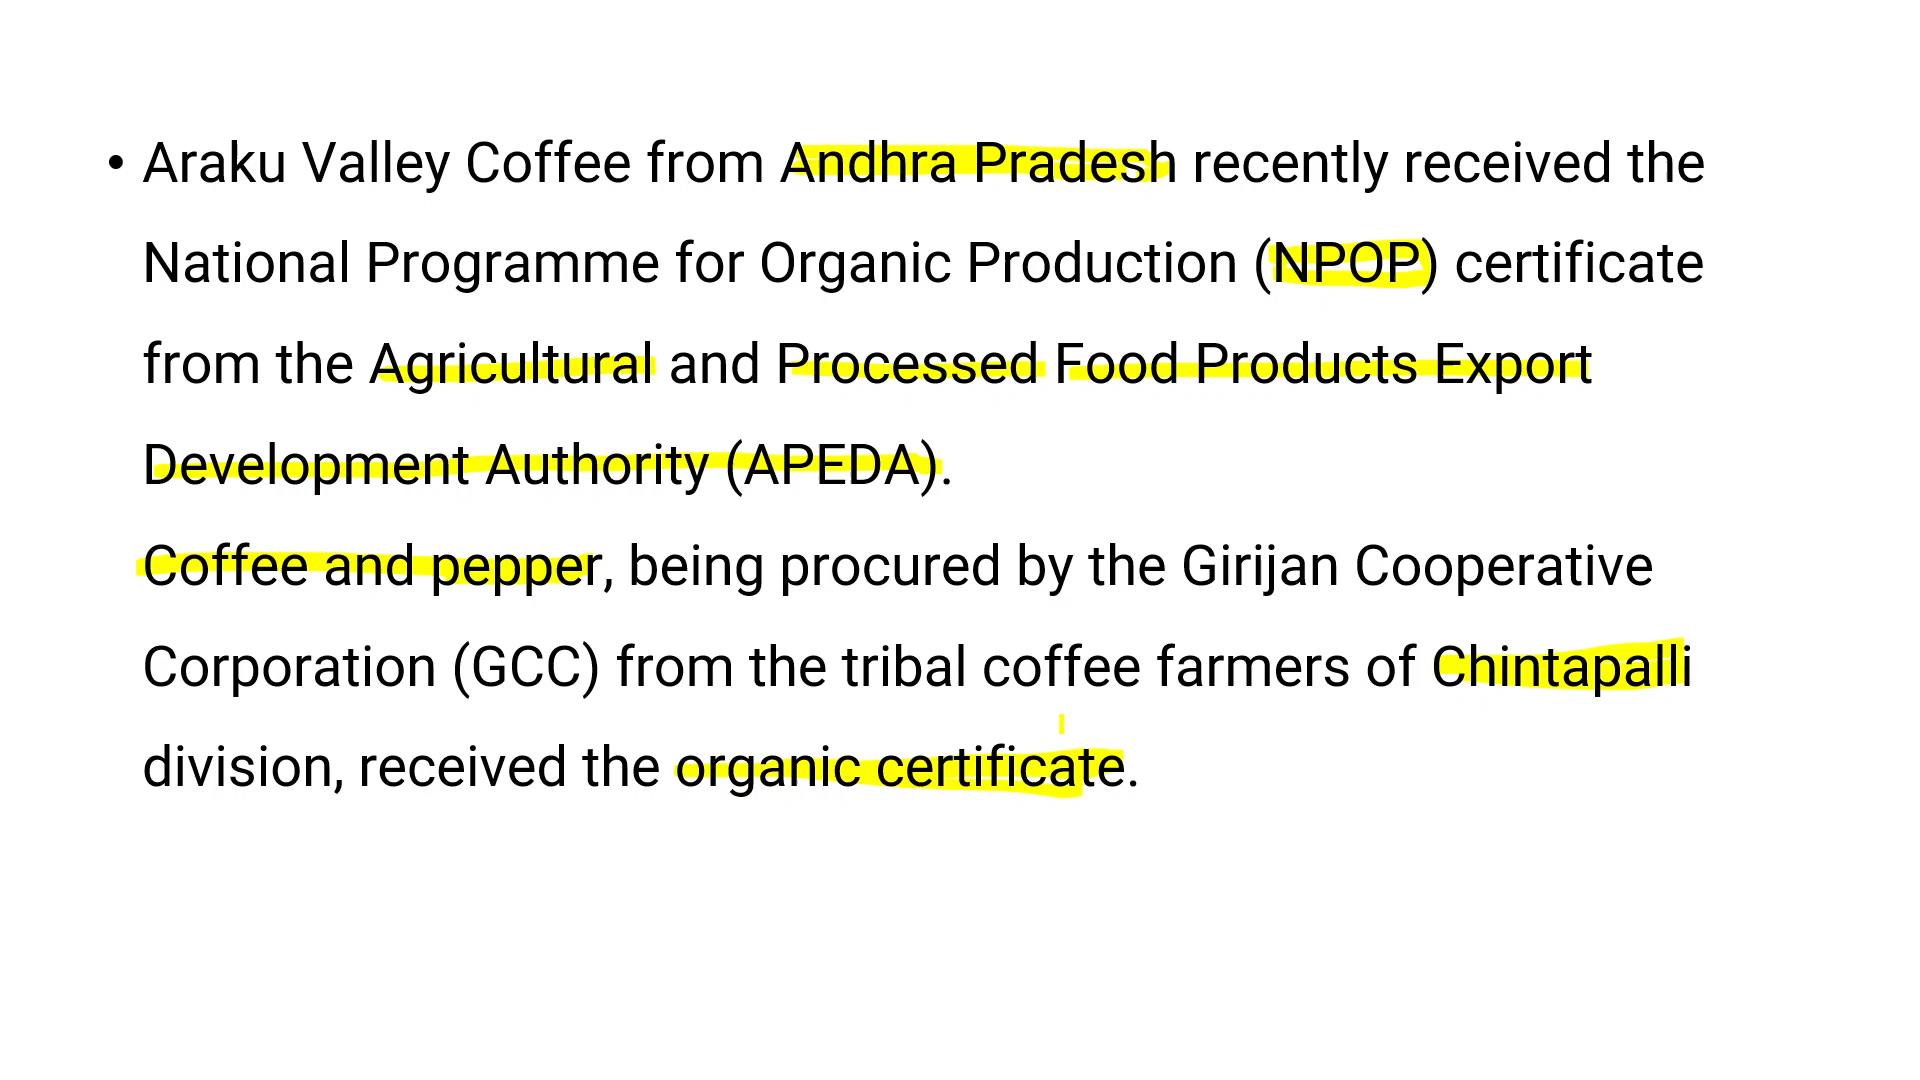 • Araku Valley Coffee from Andhra Pradesh recently received the
National Programme for Organic Production (NPOP) certificate
from the Agricultural and Processed Food Products Export
Development Authority (APEDA).
Coffee and pepper, being procured by the Girijan Cooperative
Corporation (GCC) from the tribal coffee farmers of Chintapalli
division, received the organic certificate.